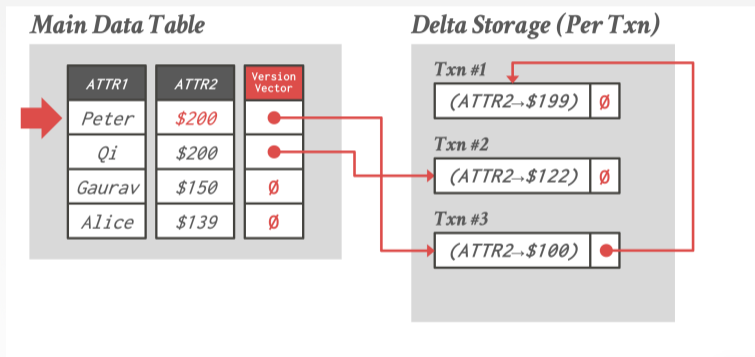 Main Data Table
ATTR1 ATTR2 Version Vector
Peter $200
Qi $200
Gaurav $150 Ø
Alice $139 Ø
Delta Storage (Per Txn)
Txn #1
(ATTR2→$199) Ø
Txn #2
(ATTR2→$122) Ø
Txn #3
(ATTR2→$100)